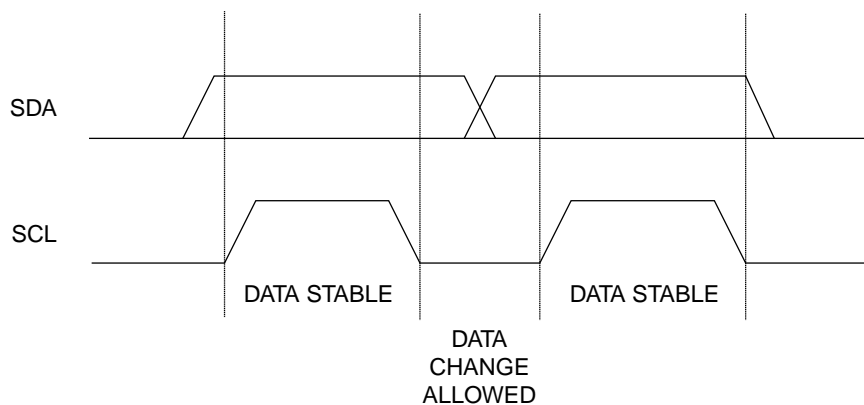 SDA
SCL
DATA STABLE
DATA STABLE
DATA
CHANGE
ALLOWED